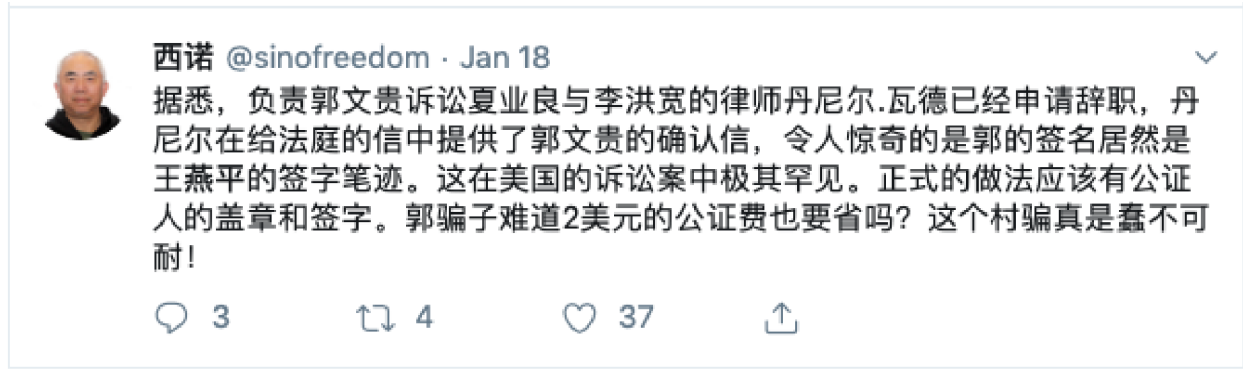 西诺 @sinofreedom · Jan 18
据悉，负责郭文贵诉讼夏业良与李洪宽的律师丹尼尔.瓦德已经申请辞职，丹
尼尔在给法庭的信中提供了郭文贵的确认信，令人惊奇的是郭的签名居然是
王燕平的签字笔迹。这在美国的诉讼案中极其罕见。正式的做法应该有公证
人的盖章和签字。郭骗子难道2美元的公证费也要省吗？这个村骗真是蠢不可
耐！
3 4 37